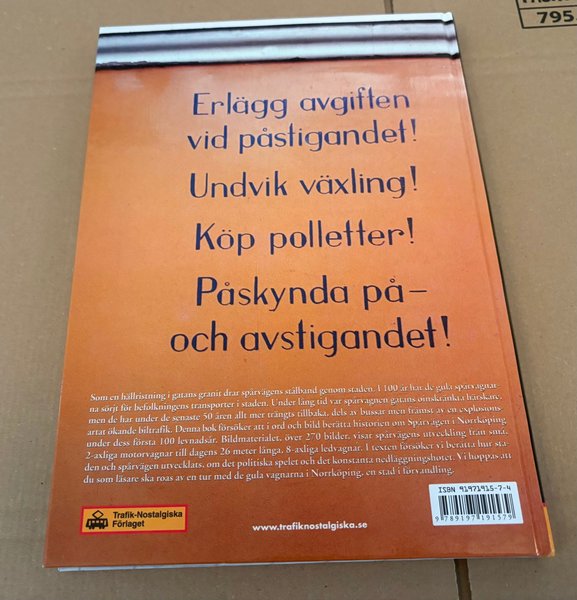 795
Erlägg avgiften
vid påstigandet!
Undvik växling!
Köp polletter!
Påskynda på–
och avstigandet!
Som en hällristning i gatans granit drar spårvägens stålband genom staden. I 100 år har de gula spårvagnar-
na sörjt för befolkningens transporter i staden. Under lång tid var spårvagnen gatans oinskränkta härskare,
men de har under de senaste 50 åren allt mer trängts tillbaka, dels av bussar men främst av en explosions-
artat ökande biltrafik. Denna bok försöker att i ord och bild berätta historien om Spårvägen i Norrköping
under dess första 100 levnadsår. Bildmaterialet, över 270 bilder, visar spårvägens utveckling från små,
2-axliga motorvagnar till dagens 26 meter långa, 8-axliga ledvagnar. I texten försöker vi berätta hur sta-
den och spårvägen utvecklats, om det politiska spelet och det konstanta nedläggningshotet. Vi hoppas att
du som läsare ska roas av en tur med de gula vagnarna i Norrköping, en stad i förvandling.
ISBN 91971915-7-4
9 789197 191579
Trafik-Nostalgiska
Förlaget
www.trafiknostalgiska.se